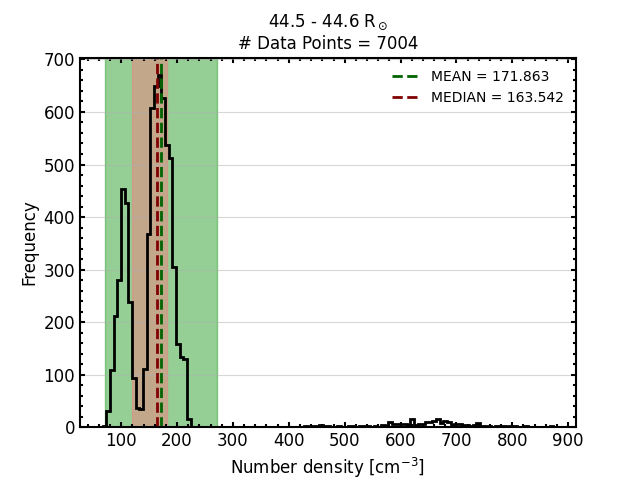 44.5 - 44.6 R⊙
# Data Points = 7004
MEAN = 171.863
MEDIAN = 163.542
700
600
500
400
300
200
100
0
Frequency
100 200 300 400 500 600 700 800 900
Number density [cm⁻³]